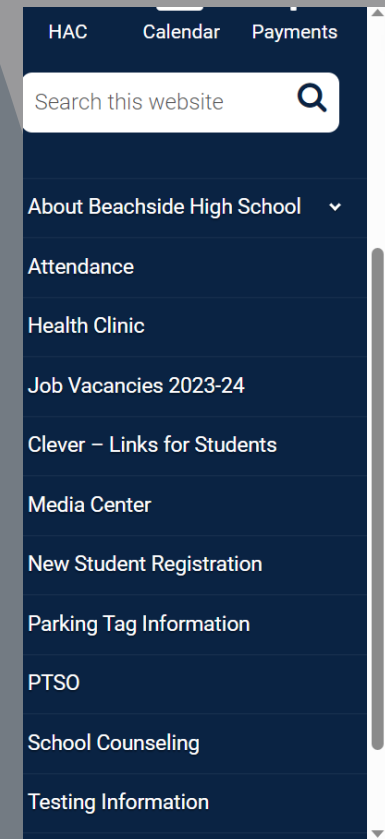 HAC Calendar Payments
Search this website
About Beachside High School
Attendance
Health Clinic
Job Vacancies 2023-24
Clever – Links for Students
Media Center
New Student Registration
Parking Tag Information
PTSO
School Counseling
Testing Information